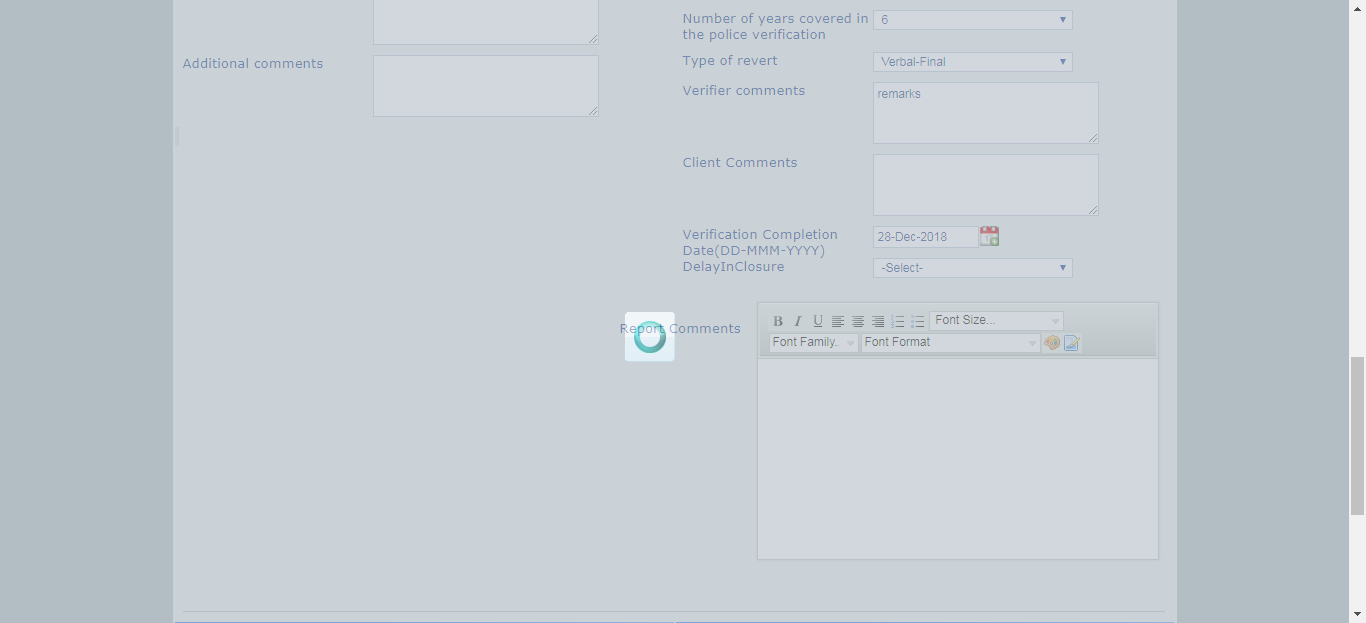 Number of years covered in
the police verification
6
Additional comments
Type of revert
Verbal-Final
Verifier comments
remarks
Client Comments
Verification Completion
Date(DD-MMM-YYYY)
28-Dec-2018
DelayInClosure
-Select-
Report Comments
B I U Font Size...
Font Family. Font Format